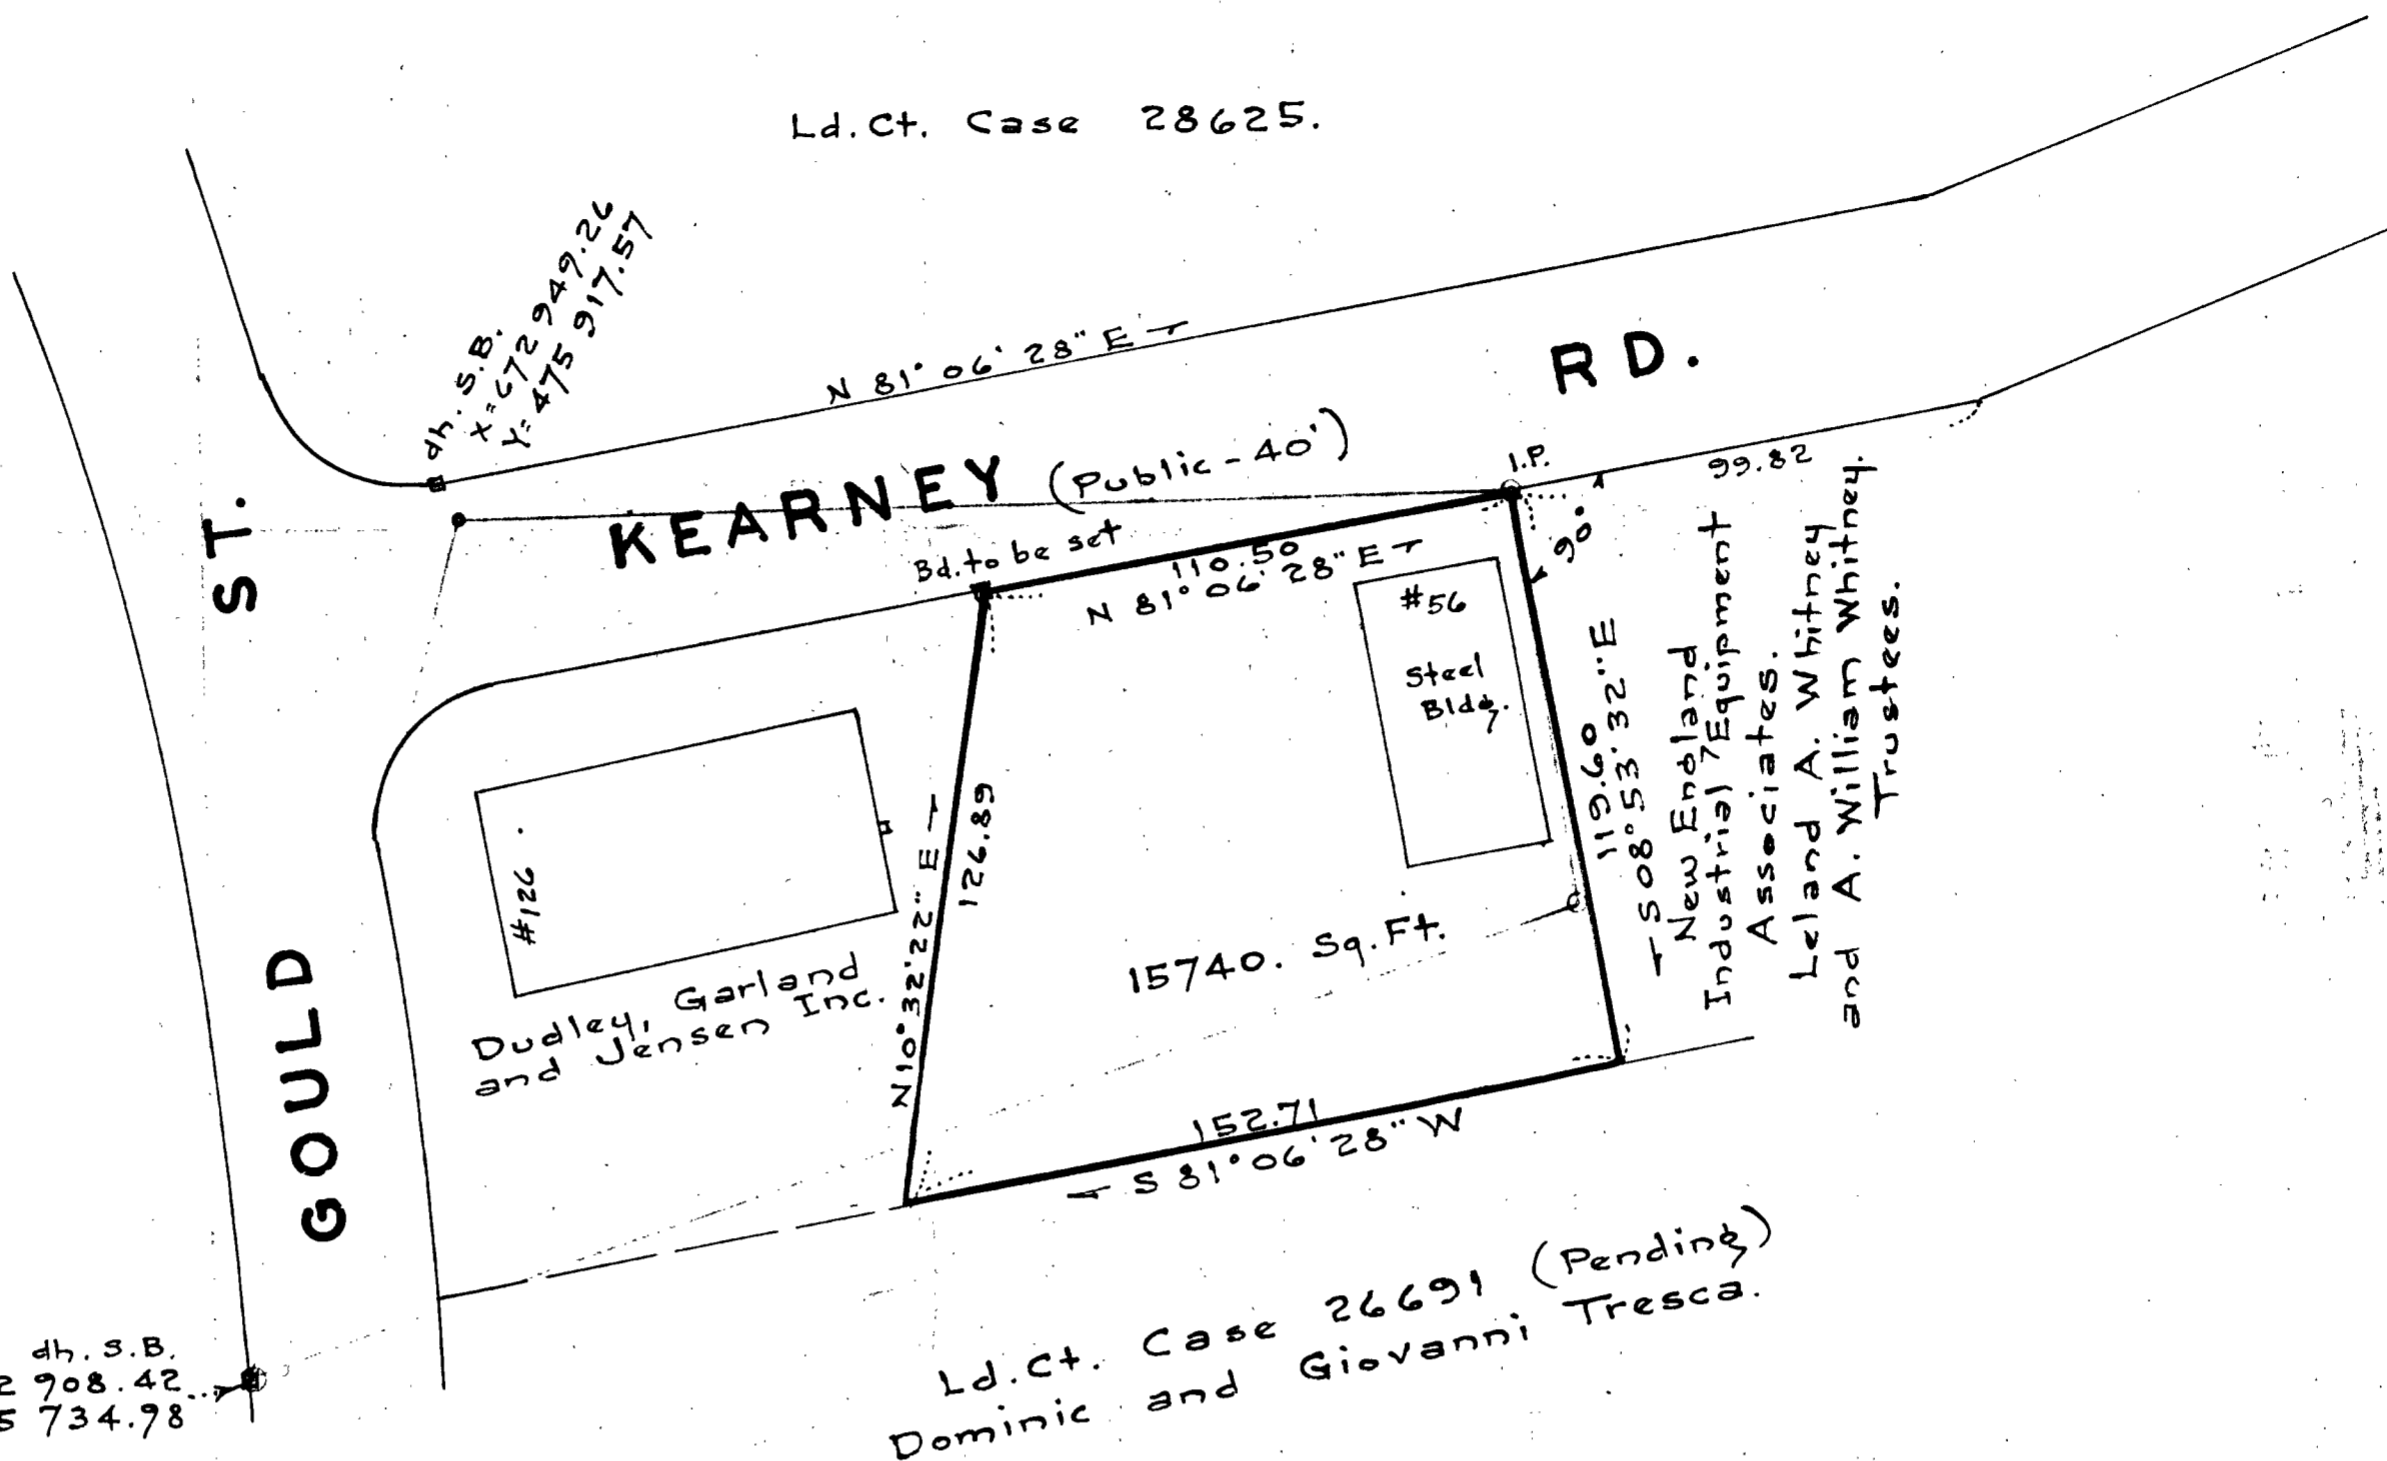 Ld.Ct. Case 28625.
dh. S.B.
X=672 949.26
Y=475 917.57
N 81° 06' 28" E
KEARNEY (Public-40') RD.
I.P.
99.82
Bd.to be set
110.50
N 81° 06' 28" E
90°
#56
Steel
Bldg.
119.60
S 08° 53' 32" E
New England
Industrial Equipment
Associates.
Leland A. Whitney
and A. William Whitney.
Trustees.
GOULD ST.
#126
Dudley, Garland
and Jensen Inc.
N 10° 32' 22" E
126.89
15740. Sq.Ft.
152.71
S 81° 06' 28" W
Ld.Ct. Case 26691 (Pending)
Dominic and Giovanni Tresca.
dh. S.B.
2 908.42
5 734.98